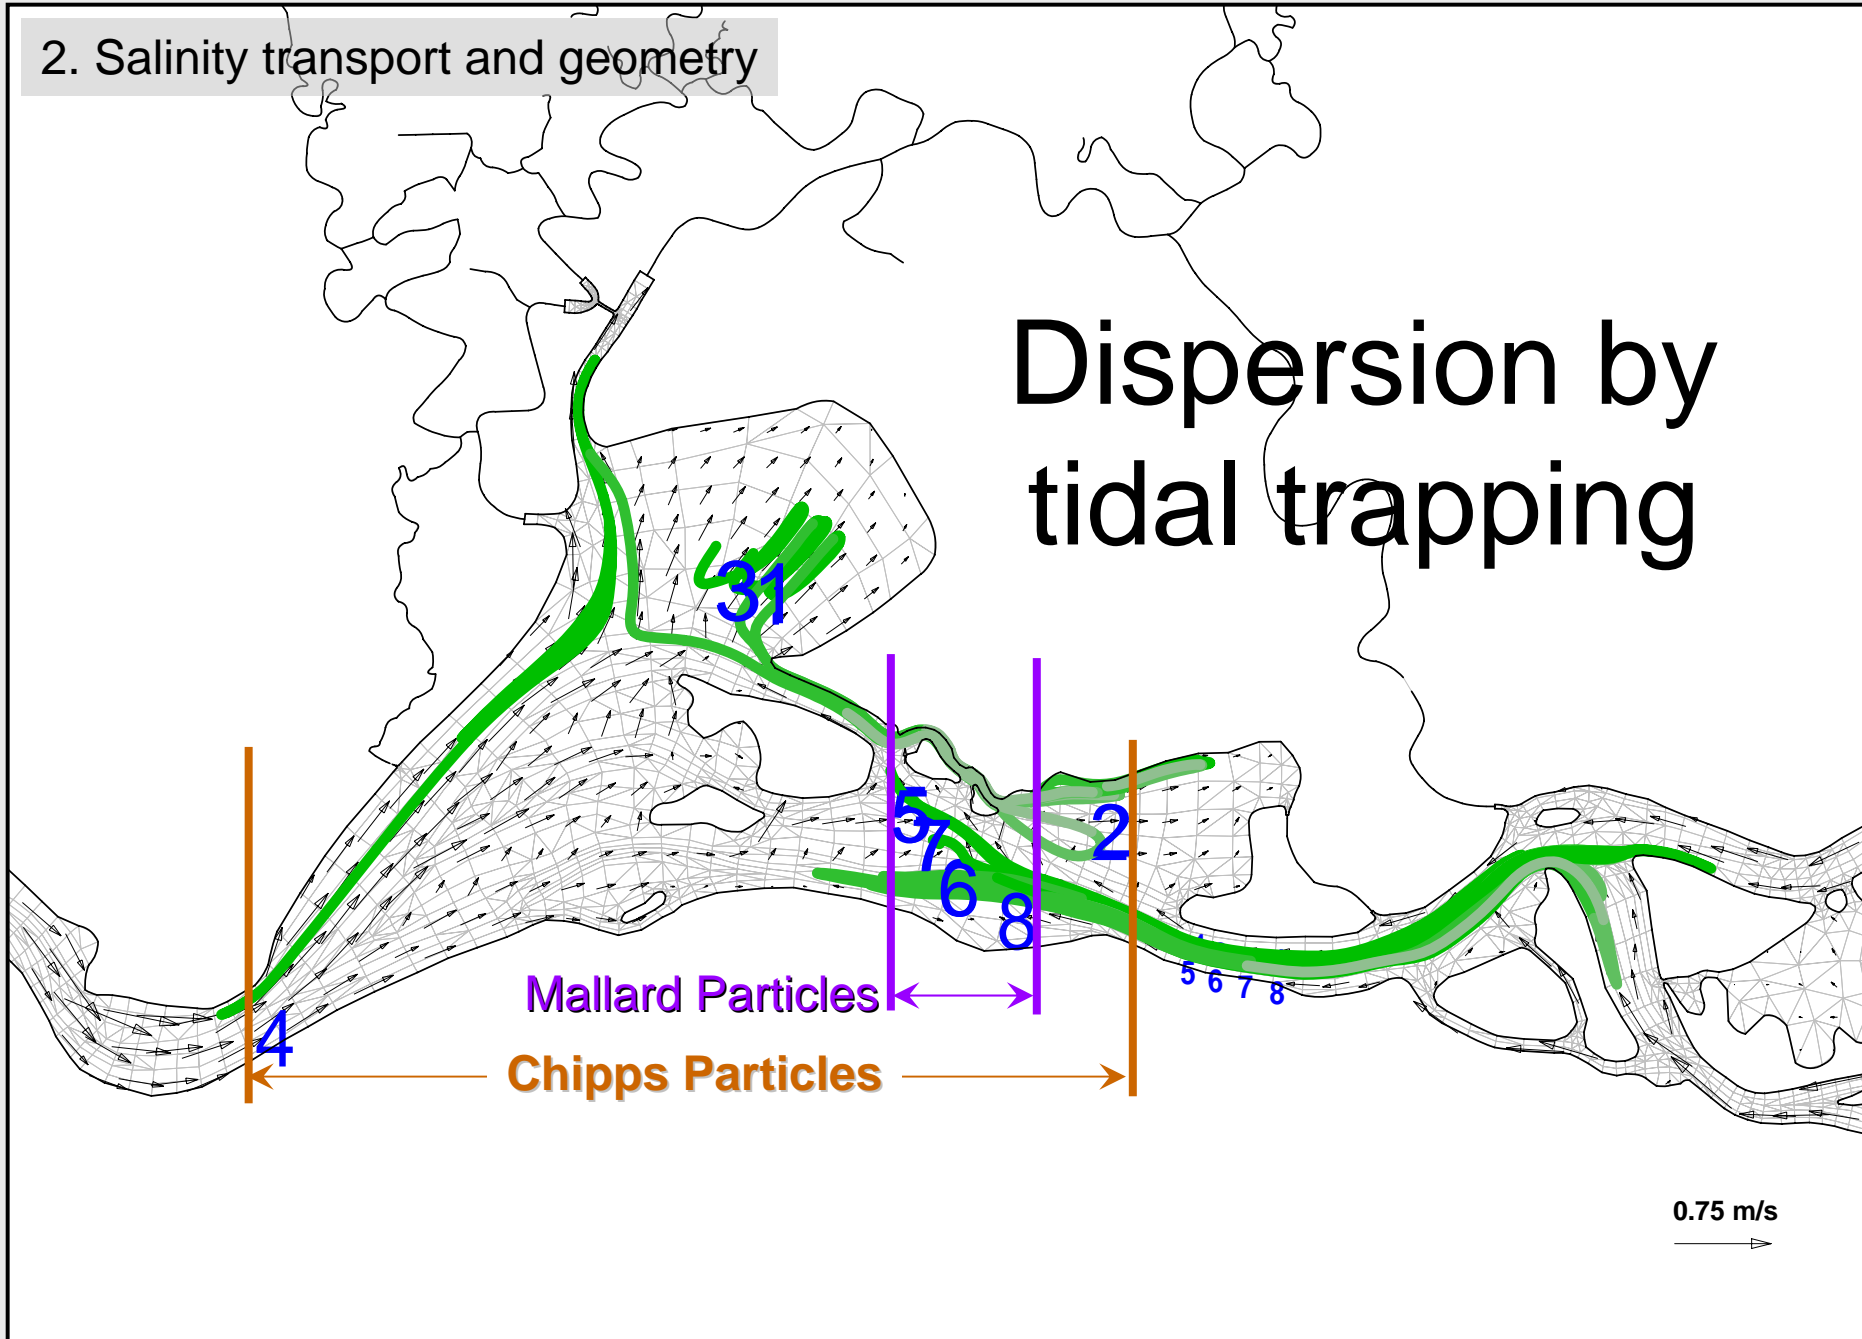 2. Salinity transport and geometry
Dispersion by
tidal trapping
31
5
7
2
6
8
5 6 7 8
Mallard Particles
4
Chipps Particles
0.75 m/s